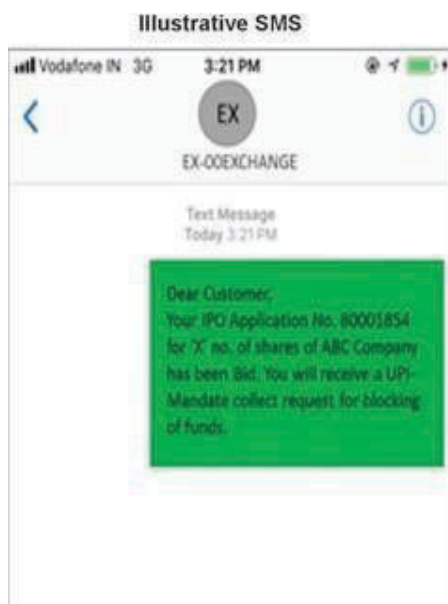 Illustrative SMS
Vodafone IN 3G 3:21 PM
EX
EX-00EXCHANGE
Text Message
Today 3:21 PM
Dear Customer,
Your IPO Application No. 80001854
for 'X' no. of shares of ABC Company
has been Bid. You will receive a UPI-
Mandate collect request for blocking
of funds.